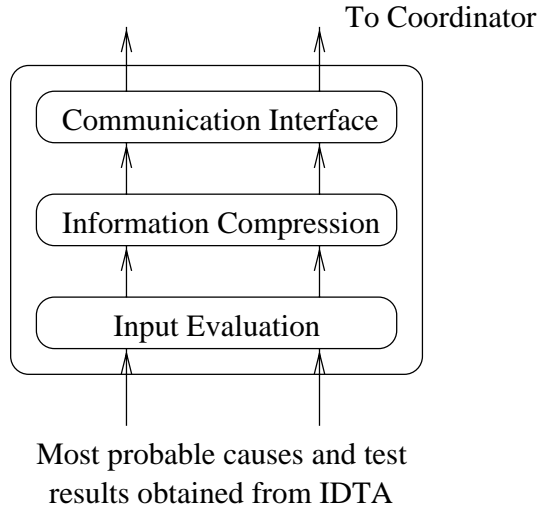 To Coordinator
Communication Interface
Information Compression
Input Evaluation
Most probable causes and test
results obtained from IDTA